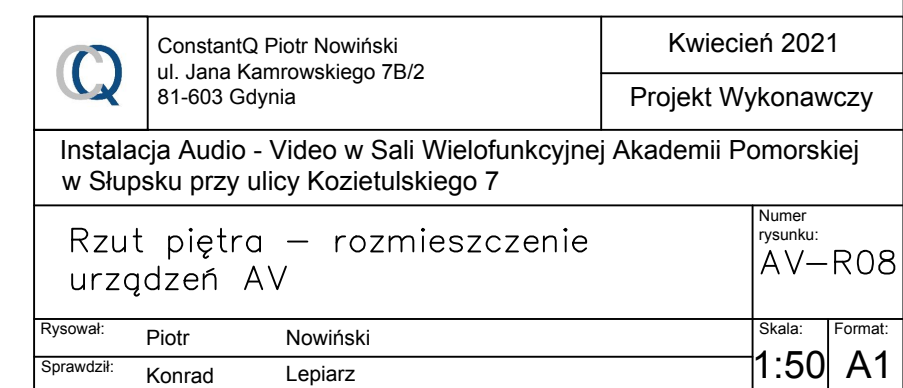 CQ
ConstantQ Piotr Nowiński
ul. Jana Kamrowskiego 7B/2
81-603 Gdynia
Kwiecień 2021
Projekt Wykonawczy
Instalacja Audio - Video w Sali Wielofunkcyjnej Akademii Pomorskiej
w Słupsku przy ulicy Kozietulskiego 7
Rzut piętra – rozmieszczenie
urządzeń AV
Numer
rysunku:
AV-R08
Rysował: Piotr Nowiński
Sprawdził: Konrad Lepiarz
Skala:
1:50
Format:
A1